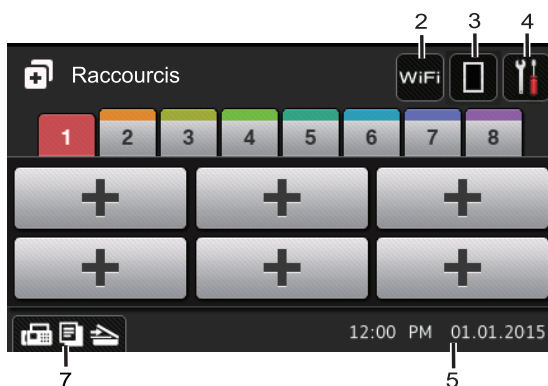 2 3 4
Raccourcis WiFi
1 2 3 4 5 6 7 8
+ + +
+ + +
12:00 PM 01.01.2015
7 5